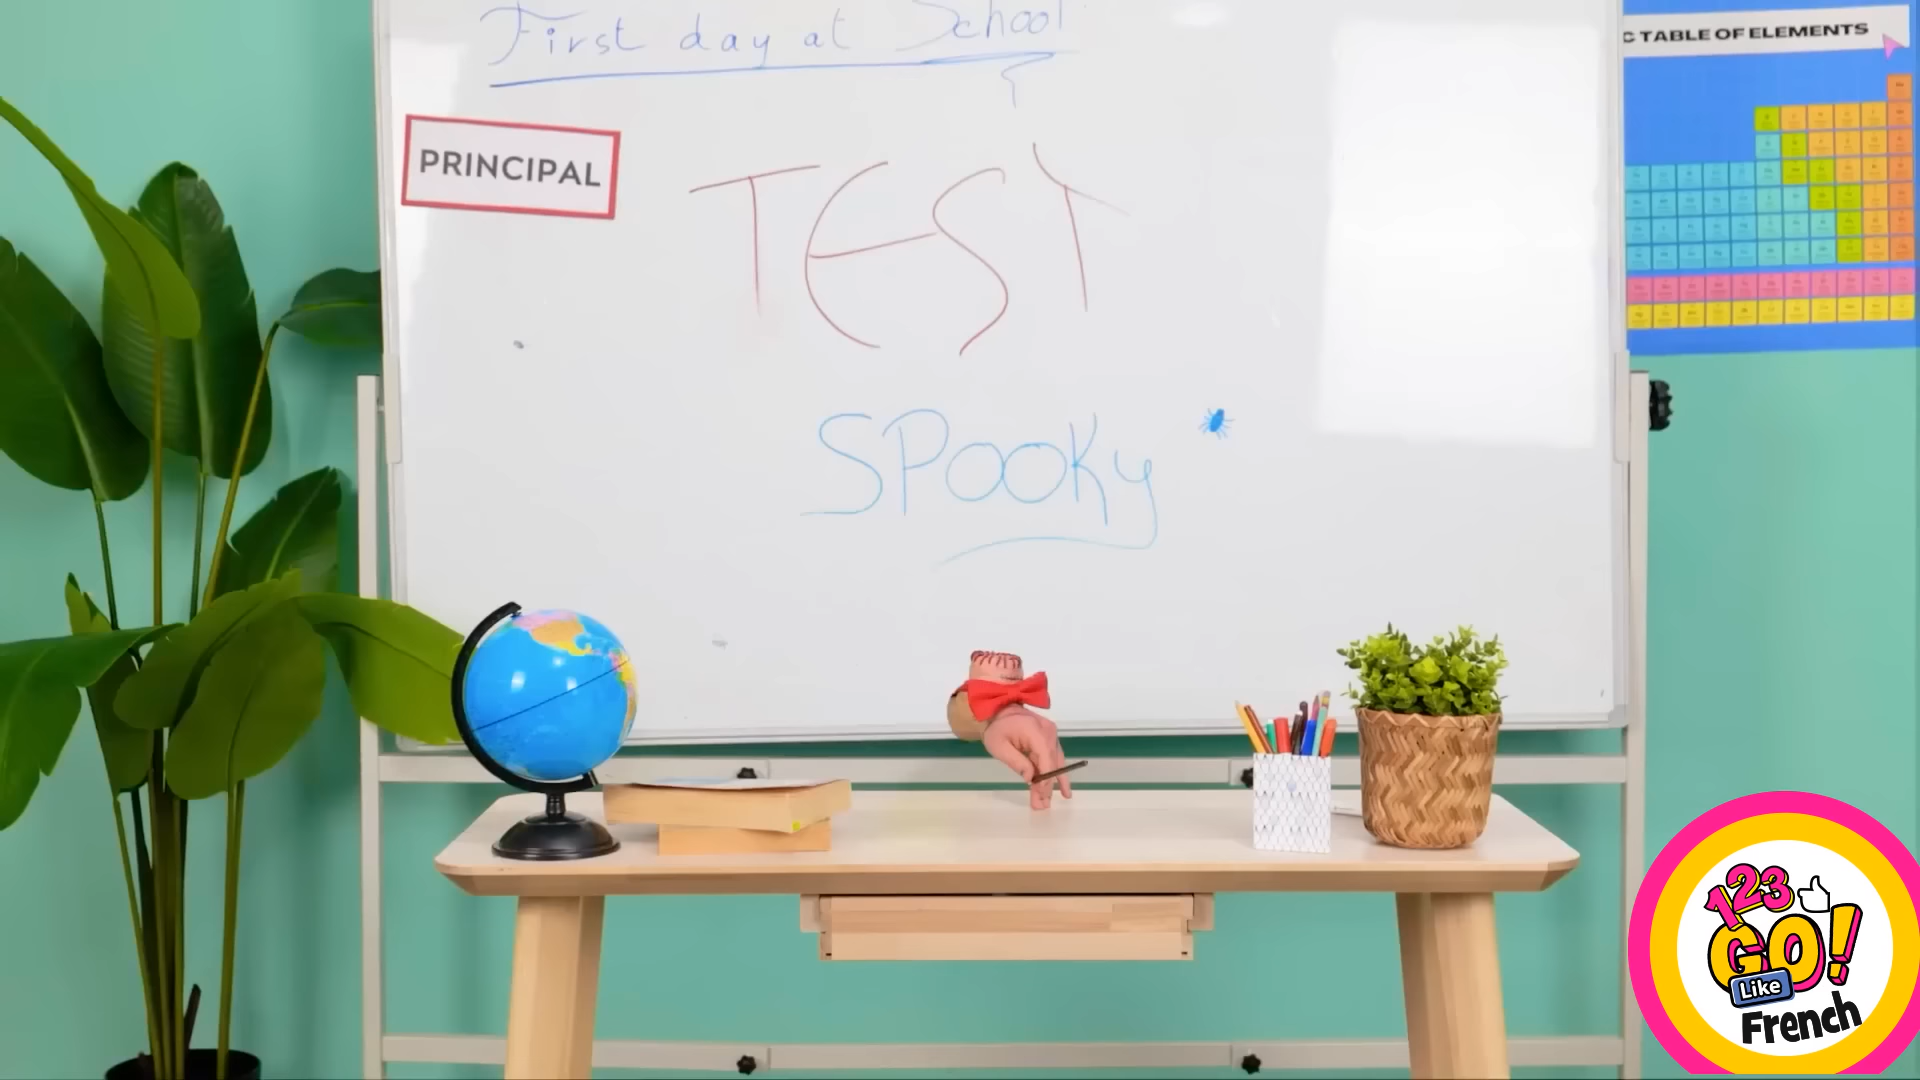 First day at School
C TABLE OF ELEMENTS
PRINCIPAL
TEST
SPOOKY
123
GO!
Like
French